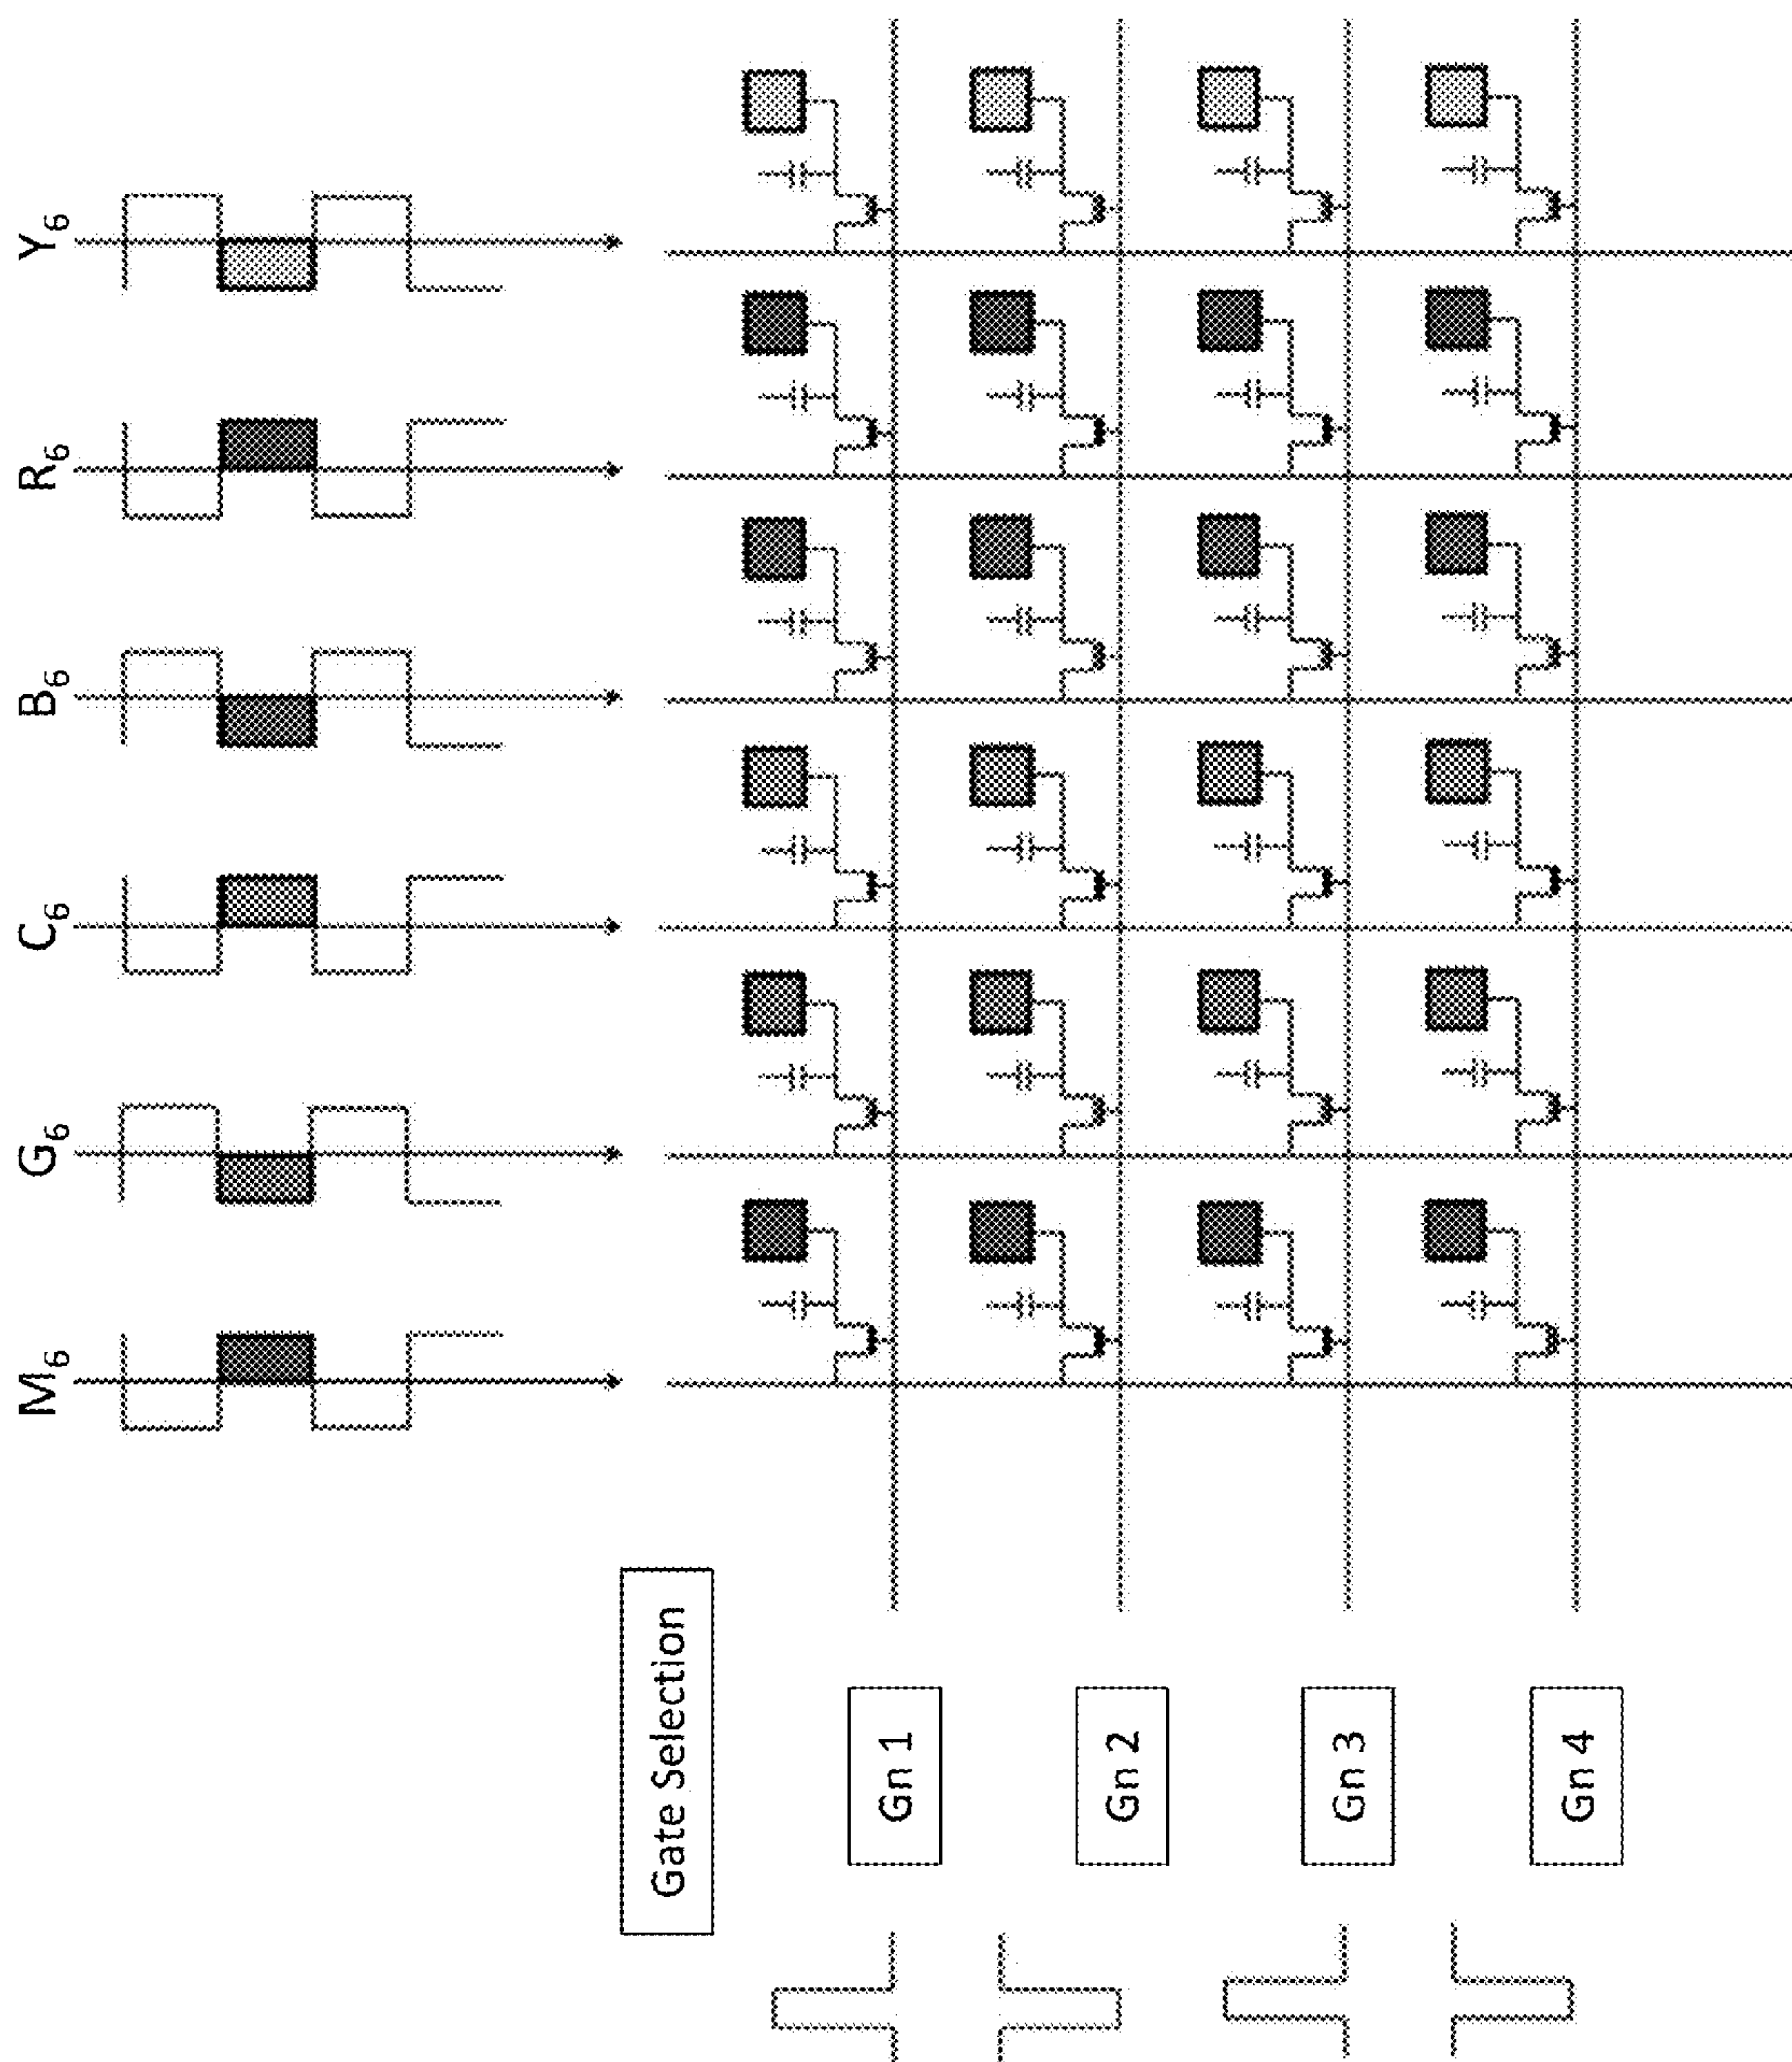 M₆ G₆ C₆ B₆ R₆ Y₆
Gate Selection
Gn 1
Gn 2
Gn 3
Gn 4